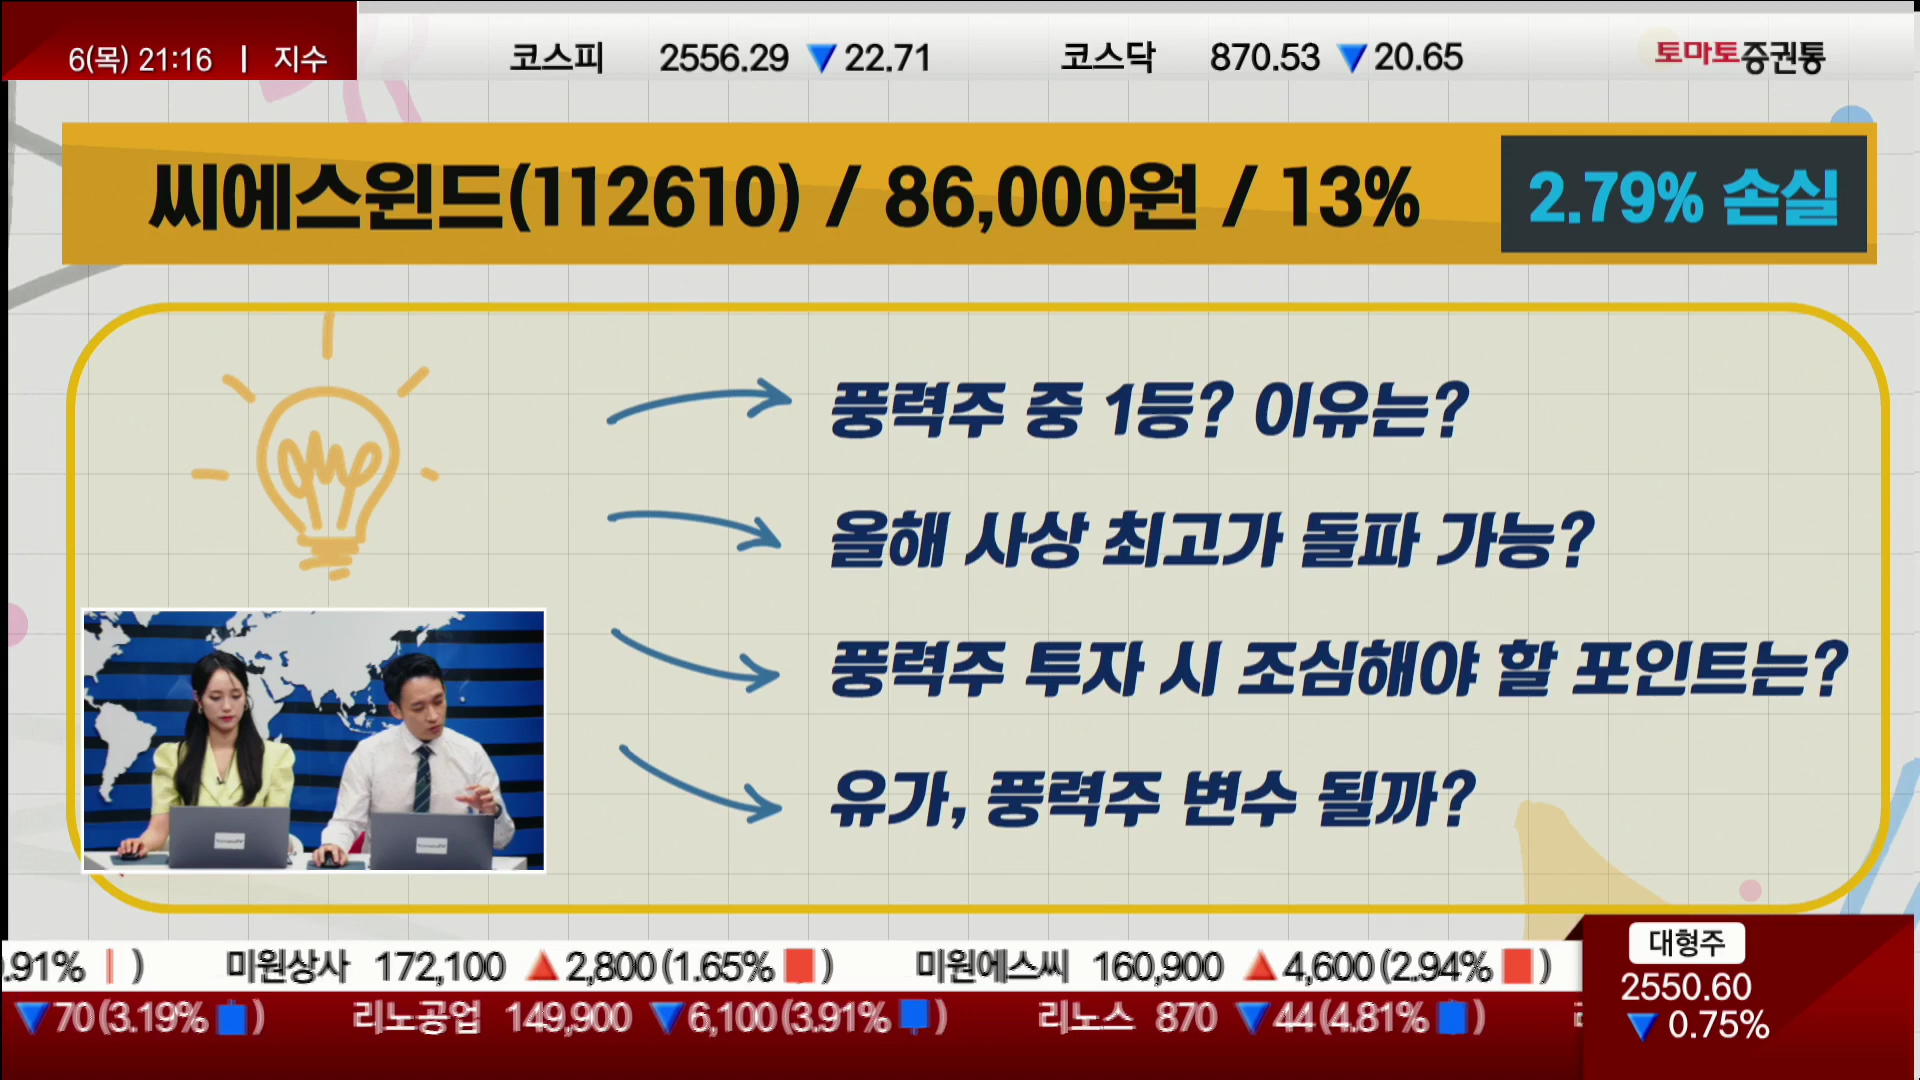 6(목) 21:16 | 지수 코스피 2556.29 ▼22.71 코스닥 870.53 ▼20.65 토마토증권통
씨에스윈드(112610) / 86,000원 / 13% 2.79% 손실
풍력주 중 1등? 이유는?
올해 사상 최고가 돌파 가능?
풍력주 투자 시 조심해야 할 포인트는?
유가, 풍력주 변수 될까?
.91% ) 미원상사 172,100 ▲2,800(1.65% ) 미원에스씨 160,900 ▲4,600(2.94% )
▼70(3.19% ) 리노공업 149,900 ▼6,100(3.91% ) 리노스 870 ▼44(4.81% )
대형주
2550.60
▼ 0.75%